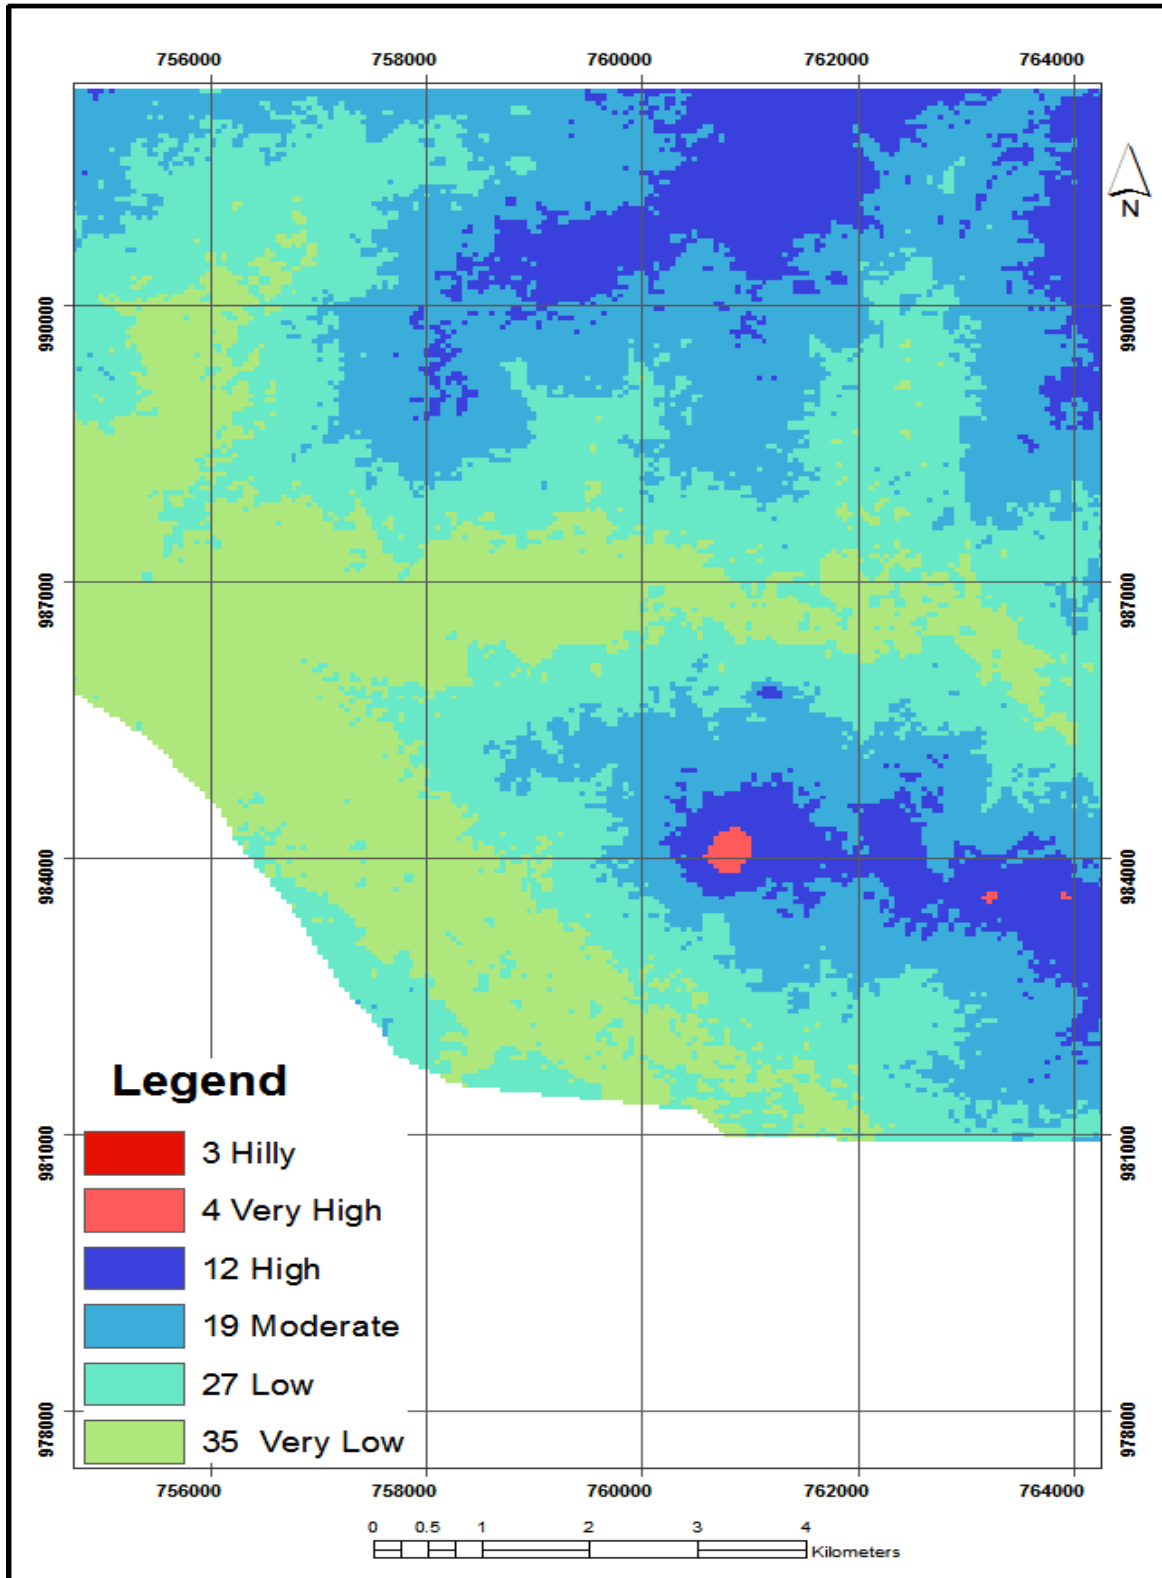 756000 758000 760000 762000 764000
N
990000 990000
987000 987000
984000 984000
981000 981000
978000 978000
Legend
3 Hilly
4 Very High
12 High
19 Moderate
27 Low
35 Very Low
756000 758000 760000 762000 764000
0 0.5 1 2 3 4
Kilometers